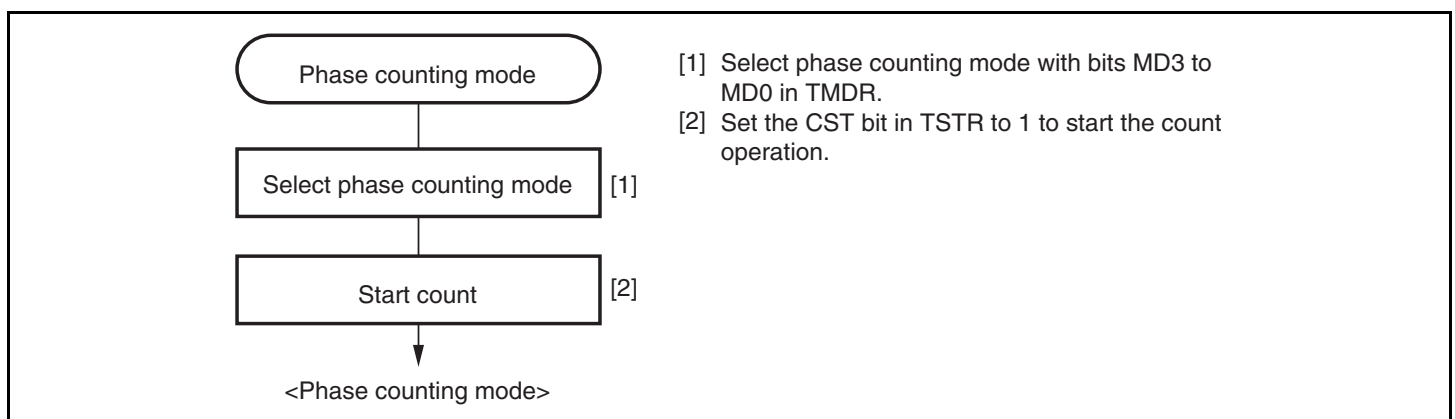 Phase counting mode
Select phase counting mode [1]
Start count [2]
<Phase counting mode>
[1] Select phase counting mode with bits MD3 to
MD0 in TMDR.
[2] Set the CST bit in TSTR to 1 to start the count
operation.